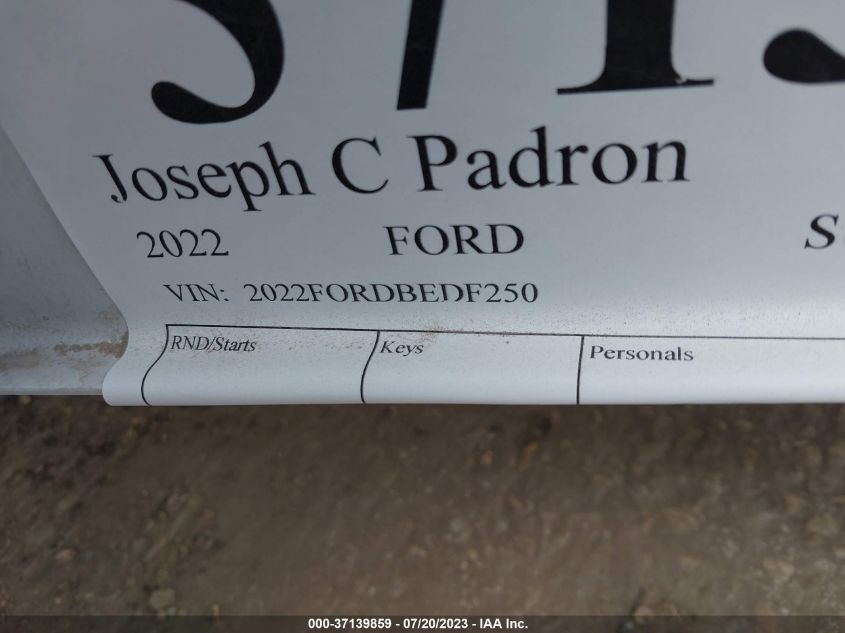 Joseph C Padron
2022 FORD
VIN: 2022FORDBEDF250
RND/Starts Keys Personals
000-37139859 - 07/20/2023 - IAA Inc.